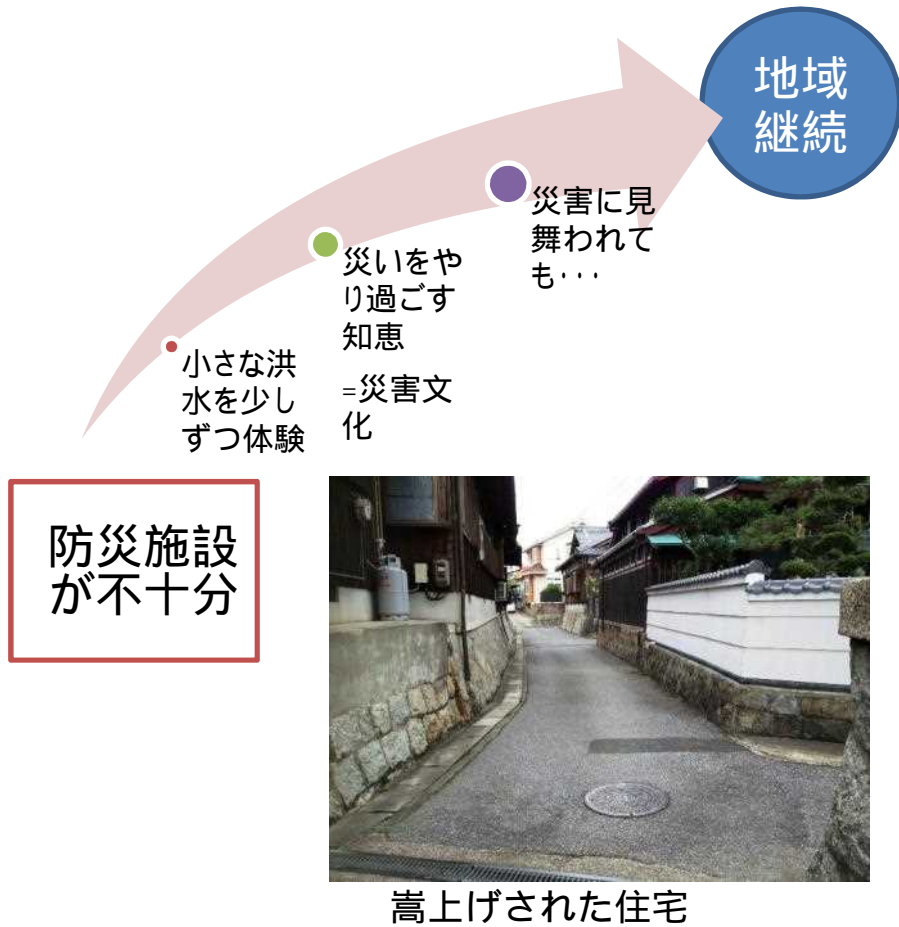 地域
継続
災害に見
舞われて
も･･･
災いをや
り過ごす
知恵
=災害文
化
小さな洪
水を少し
ずつ体験
防災施設
が不十分
嵩上げされた住宅